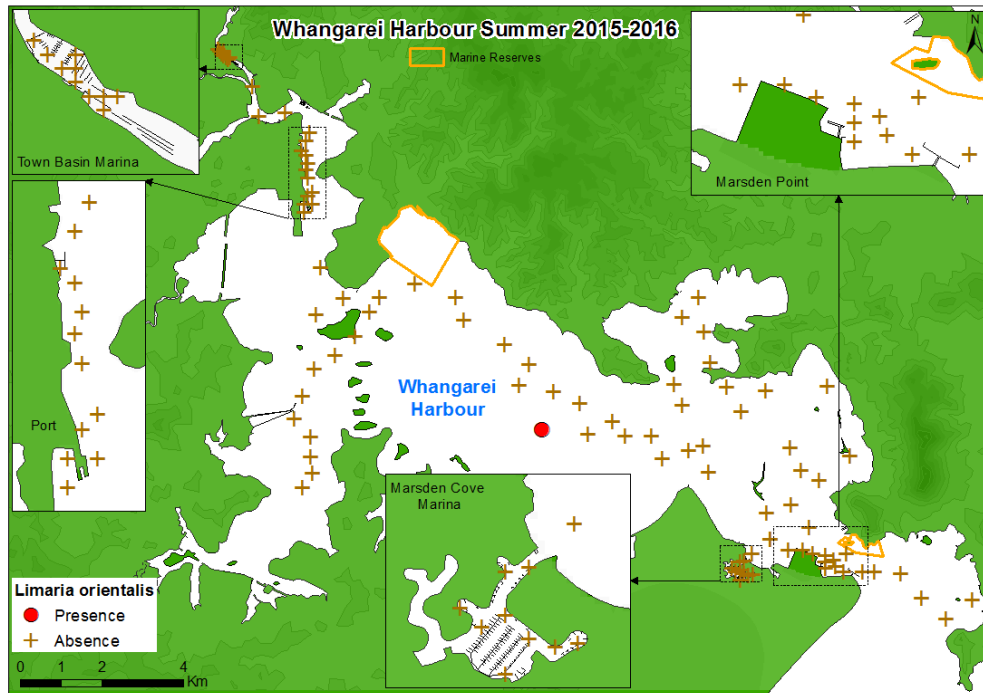 Whangarei Harbour Summer 2015-2016
Marine Reserves
N
Town Basin Marina
Marsden Point
Port
Whangarei
Harbour
Marsden Cove
Marina
Limaria orientalis
Presence
Absence
0 1 2 4
Km